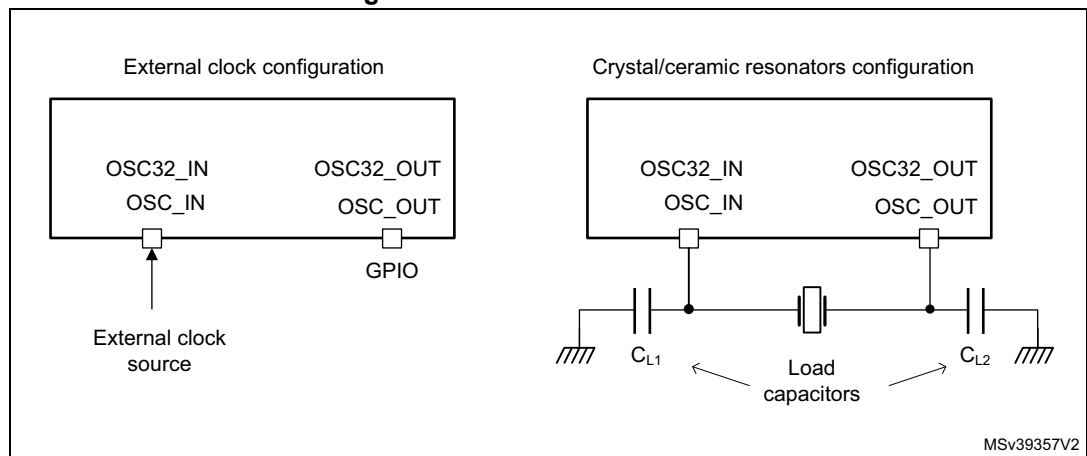 External clock configuration
OSC32_IN OSC32_OUT
OSC_IN OSC_OUT
GPIO
External clock
source
Crystal/ceramic resonators configuration
OSC32_IN OSC32_OUT
OSC_IN OSC_OUT
CL1
Load
capacitors
CL2
MSv39357V2